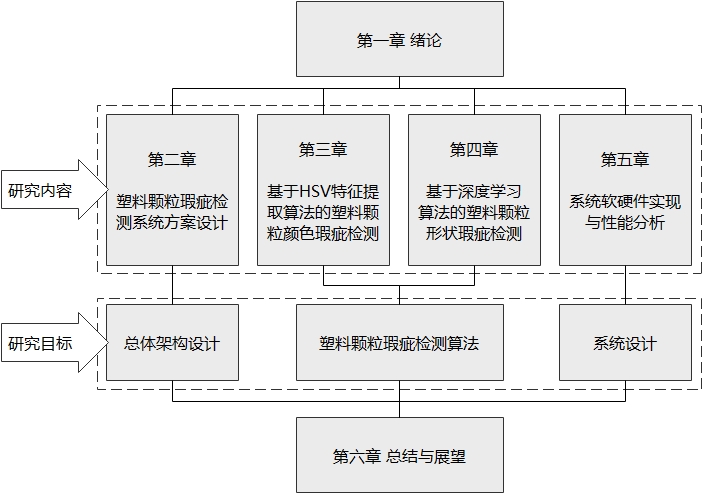 第一章 绪论
研究内容
第二章
塑料颗粒瑕疵检
测系统方案设计
第三章
基于HSV特征提
取算法的塑料颗
粒颜色瑕疵检测
第四章
基于深度学习
算法的塑料颗粒
形状瑕疵检测
第五章
系统软硬件实现
与性能分析
研究目标
总体架构设计
塑料颗粒瑕疵检测算法
系统设计
第六章 总结与展望